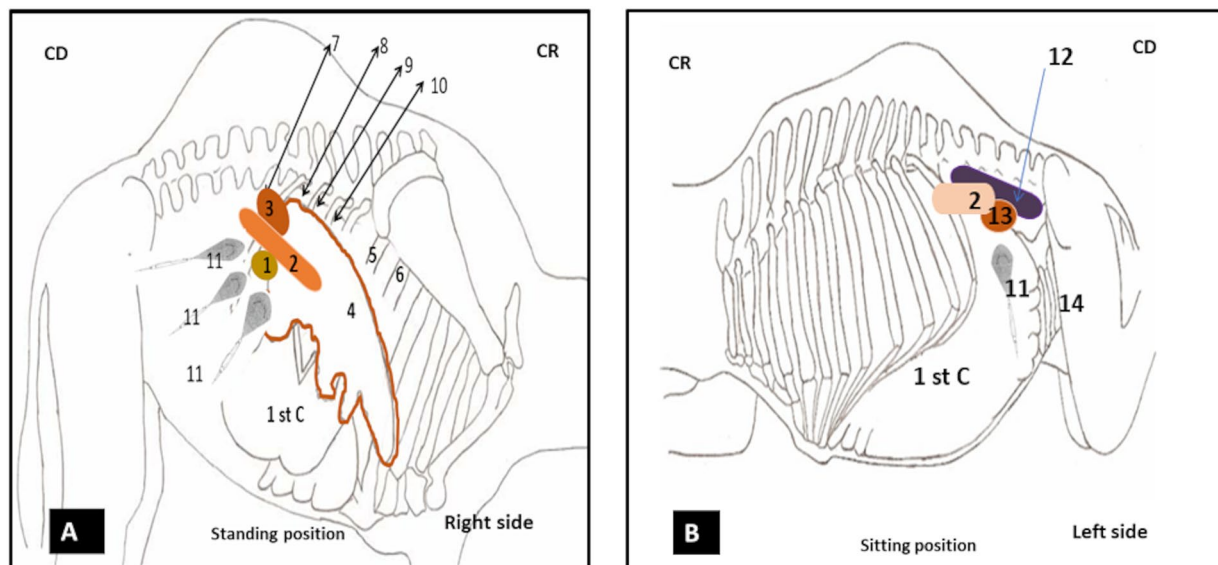 7 8 9 10
CD CR
3
11 1 2 5 6
11 4
11
1 st C
Right side
A Standing position
12
CR CD
2 13
11 14
1 st C
B Sitting position Left side